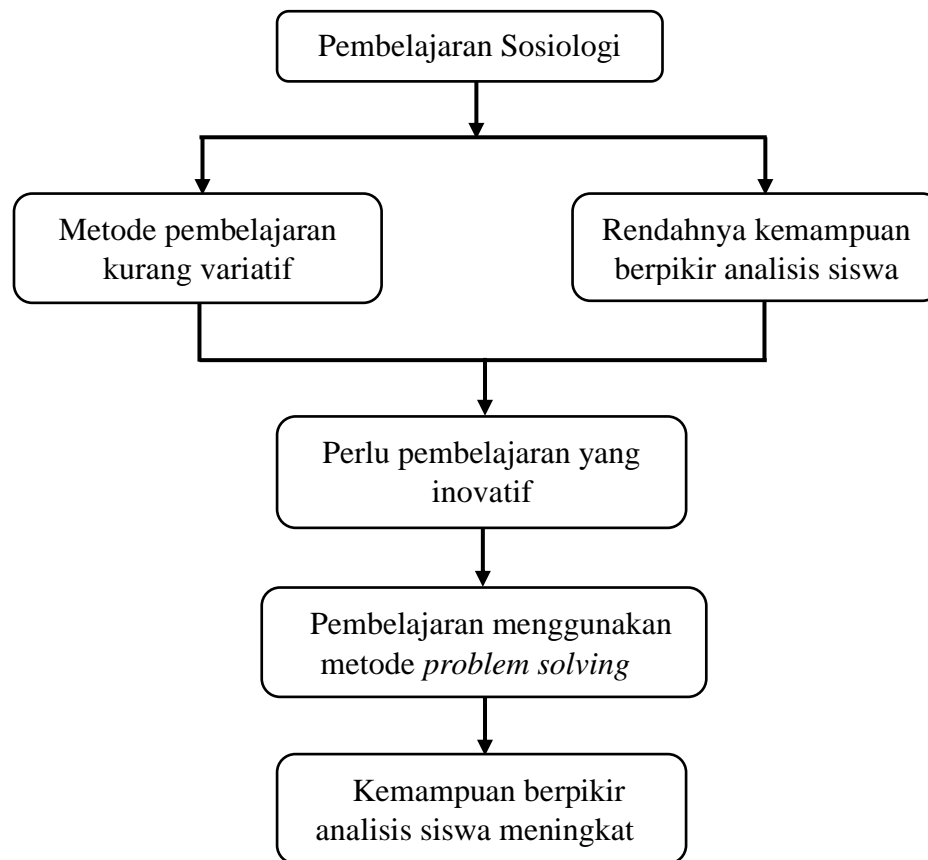 Pembelajaran Sosiologi
Metode pembelajaran
kurang variatif
Rendahnya kemampuan
berpikir analisis siswa
Perlu pembelajaran yang
inovatif
Pembelajaran menggunakan
metode problem solving
Kemampuan berpikir
analisis siswa meningkat